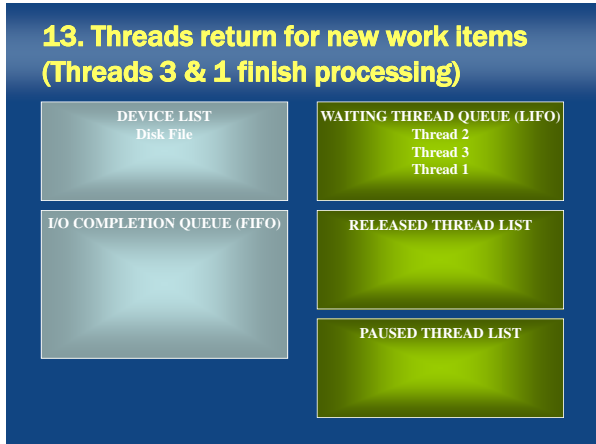 13. Threads return for new work items
(Threads 3 & 1 finish processing)
DEVICE LIST
Disk File
I/O COMPLETION QUEUE (FIFO)
WAITING THREAD QUEUE (LIFO)
Thread 2
Thread 3
Thread 1
RELEASED THREAD LIST
PAUSED THREAD LIST